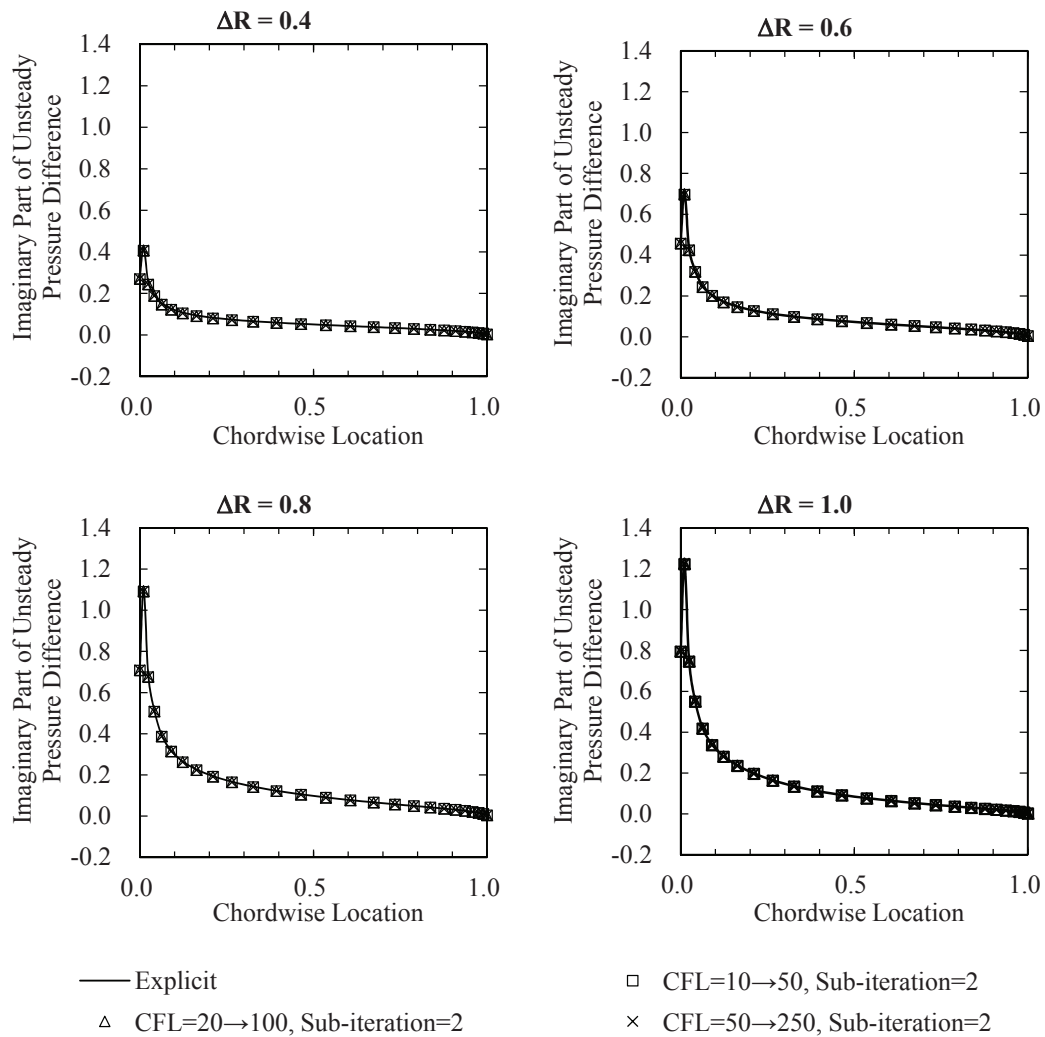 ΔR = 0.4
1.4
1.2
1.0
0.8
0.6
0.4
0.2
0.0
-0.2
Imaginary Part of Unsteady
Pressure Difference
0.0 0.5 1.0
Chordwise Location
ΔR = 0.6
1.4
1.2
1.0
0.8
0.6
0.4
0.2
0.0
-0.2
Imaginary Part of Unsteady
Pressure Difference
0.0 0.5 1.0
Chordwise Location
ΔR = 0.8
1.4
1.2
1.0
0.8
0.6
0.4
0.2
0.0
-0.2
Imaginary Part of Unsteady
Pressure Difference
0.0 0.5 1.0
Chordwise Location
ΔR = 1.0
1.4
1.2
1.0
0.8
0.6
0.4
0.2
0.0
-0.2
Imaginary Part of Unsteady
Pressure Difference
0.0 0.5 1.0
Chordwise Location
Explicit
CFL=10→50, Sub-iteration=2
CFL=20→100, Sub-iteration=2
CFL=50→250, Sub-iteration=2